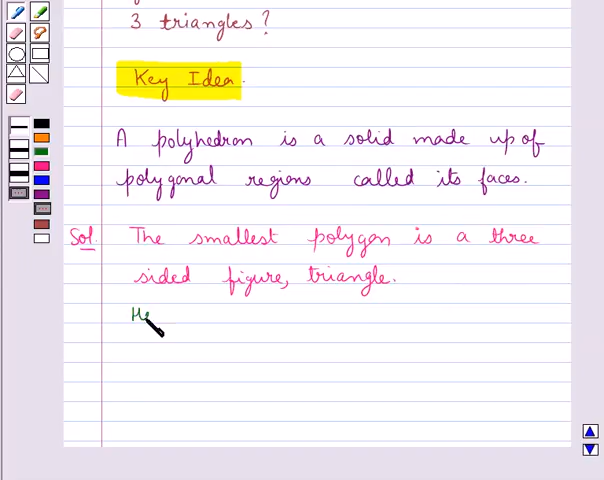 3 triangles?
Key Idea.
A polyhedron is a solid made up of
polygonal regions called its faces.
Sol. The smallest polygon is a three
sided figure, triangle.
He